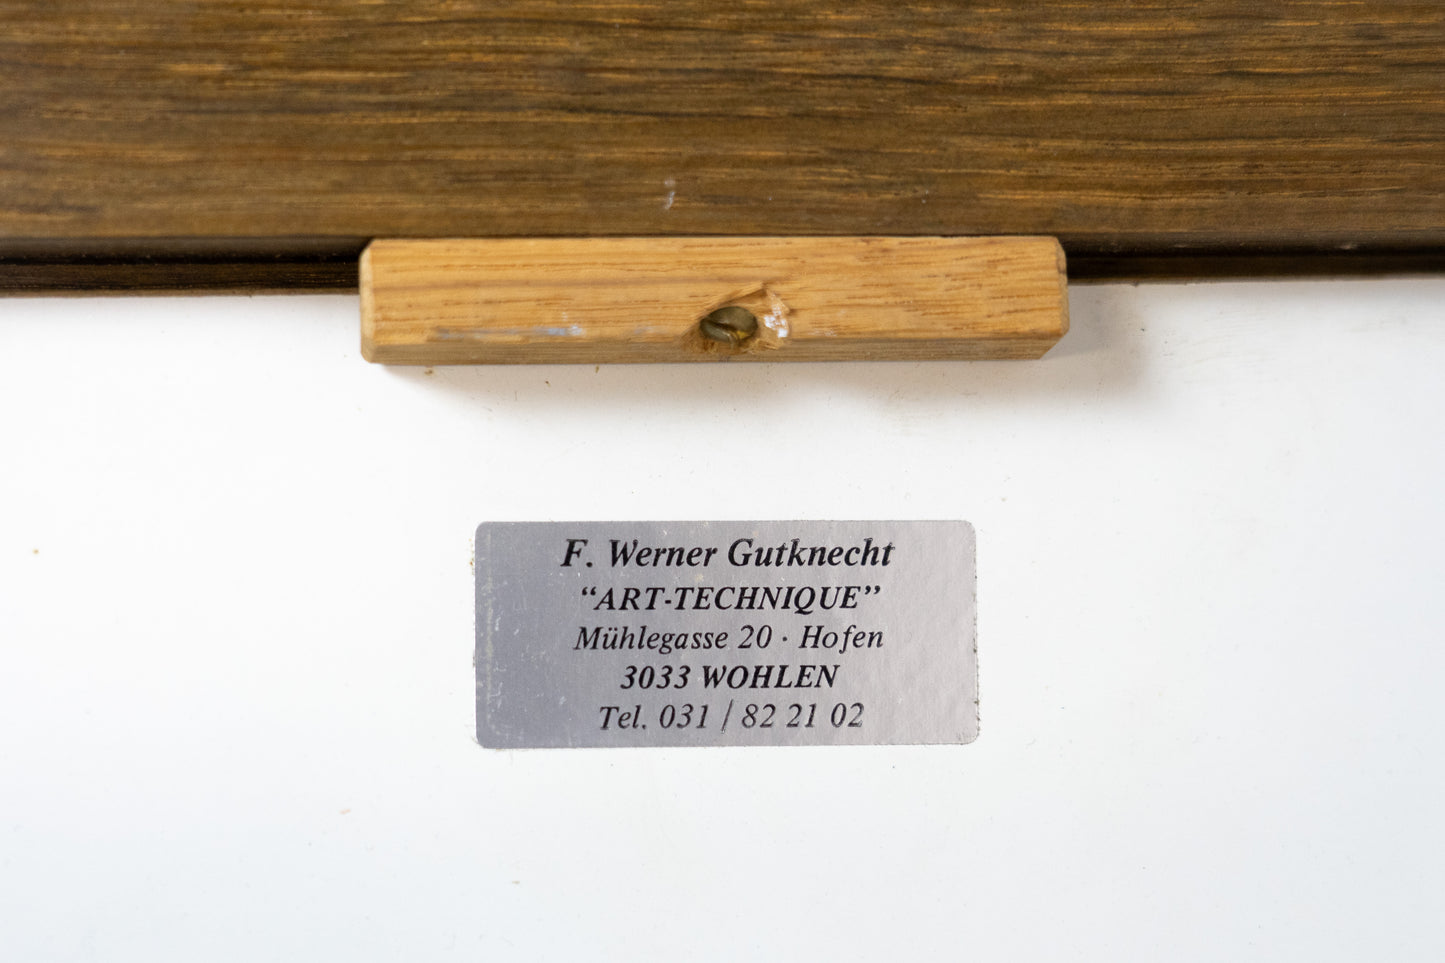 F. Werner Gutknecht
“ART-TECHNIQUE”
Mühlegasse 20 · Hofen
3033 WOHLEN
Tel. 031 / 82 21 02